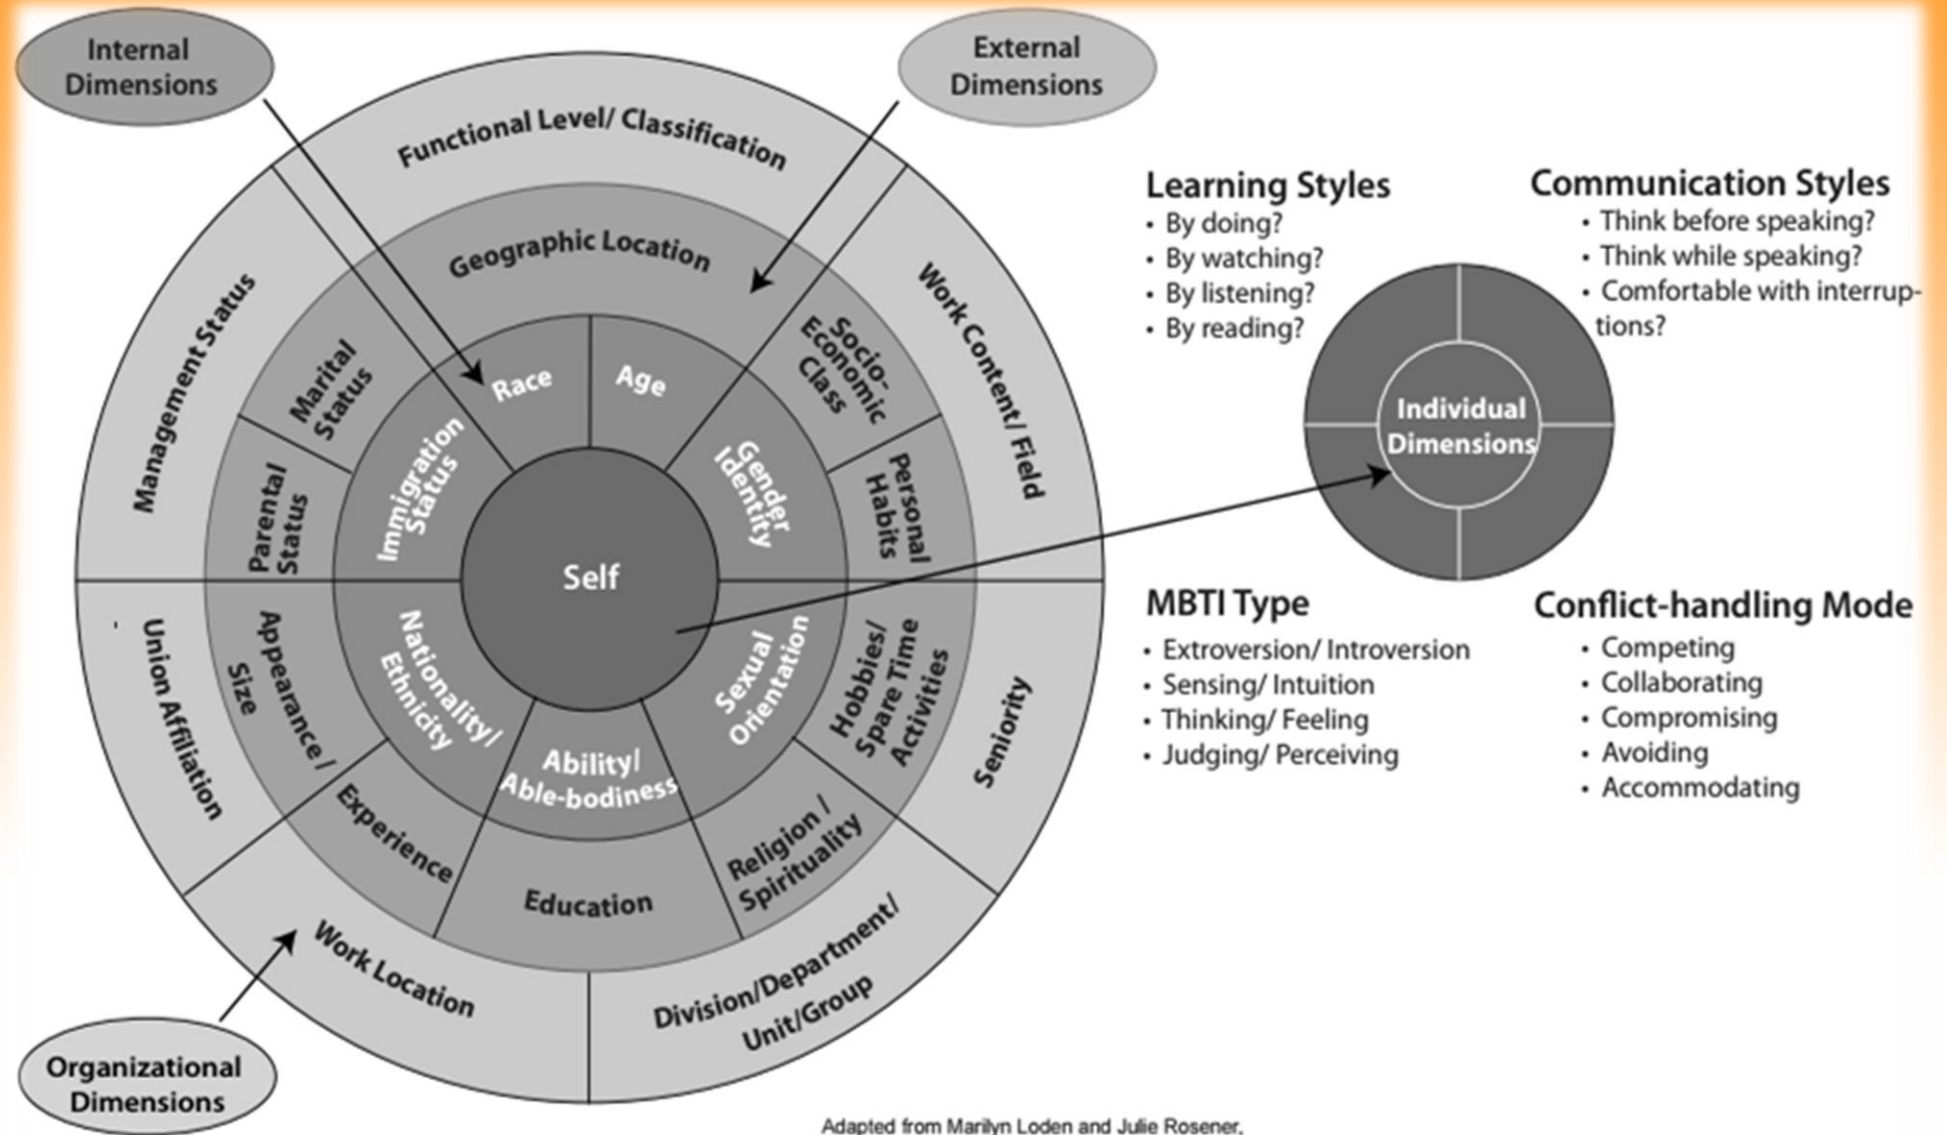 Internal
Dimensions
External
Dimensions
Functional Level/ Classification
Geographic Location
Management Status
Marital
Status
Parental
Status
Race
Age
Immigration
Status
Gender
Identity
Socio-
Economic
Class
Personal
Habits
Work Content/ Field
Self
Union Affiliation
Appearance /
Size
Nationality/
Ethnicity
Ability/
Able-bodiness
Sexual
Orientation
Hobbies/
Spare Time
Activities
Seniority
Experience
Education
Religion /
Spirituality
Work Location
Division/Department/
Unit/Group
Organizational
Dimensions
Learning Styles
• By doing?
• By watching?
• By listening?
• By reading?
Communication Styles
• Think before speaking?
• Think while speaking?
• Comfortable with interrup-
tions?
Individual
Dimensions
MBTI Type
• Extroversion/ Introversion
• Sensing/ Intuition
• Thinking/ Feeling
• Judging/ Perceiving
Conflict-handling Mode
• Competing
• Collaborating
• Compromising
• Avoiding
• Accommodating
Adapted from Marilyn Loden and Julie Rosener,